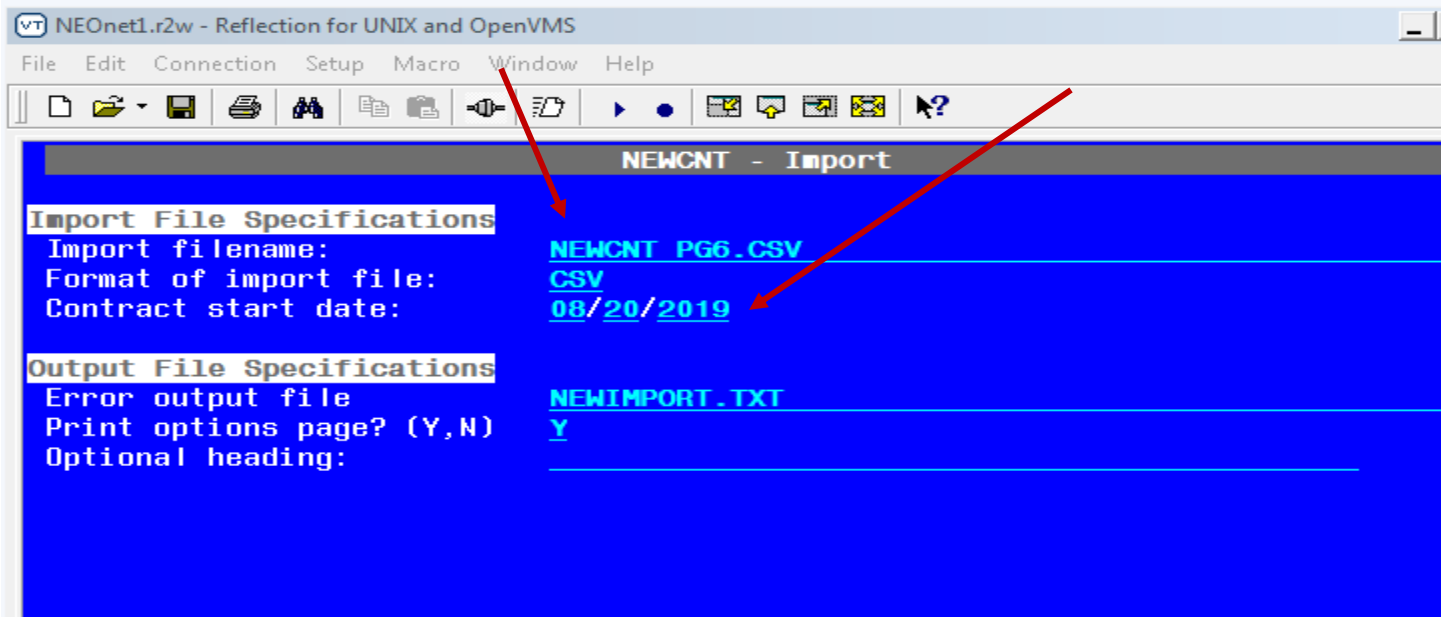 VT NEOnet1.r2w - Reflection for UNIX and OpenVMS
File Edit Connection Setup Macro Window Help
NEWCNT - Import
Import File Specifications
Import filename: NEWCNT PG6.CSV
Format of import file: CSV
Contract start date: 08/20/2019
Output File Specifications
Error output file NEWIMPORT.TXT
Print options page? (Y,N) Y
Optional heading: